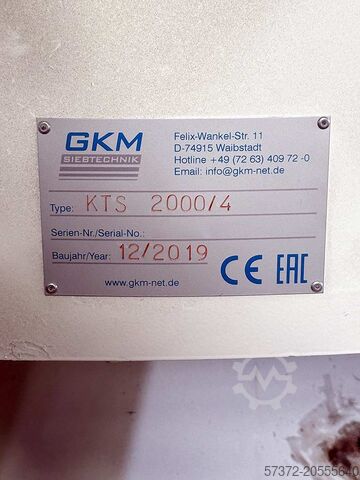 GKM
SIEBTECHNIK
Felix-Wankel-Str. 11
D-74915 Waibstadt
Hotline +49 (72 63) 409 72 -0
Email: info@gkm-net.de
Type: KTS 2000/4
Serien-Nr./Serial-No.:
Baujahr/Year: 12/2019
www.gkm-net.de
CE EAC
57372-20555640